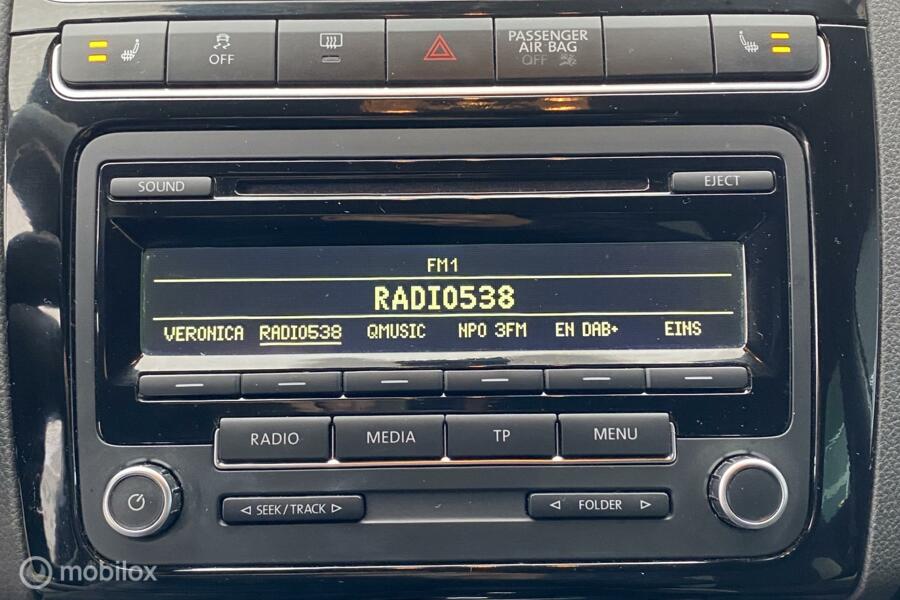 OFF
PASSENGER
AIR BAG
OFF
SOUND
EJECT
FM1
RADIO538
VERONICA RADIO538 QMUSIC NPO 3FM EN DAB+ EINS
RADIO MEDIA TP MENU
SEEK/TRACK
FOLDER
mobilox